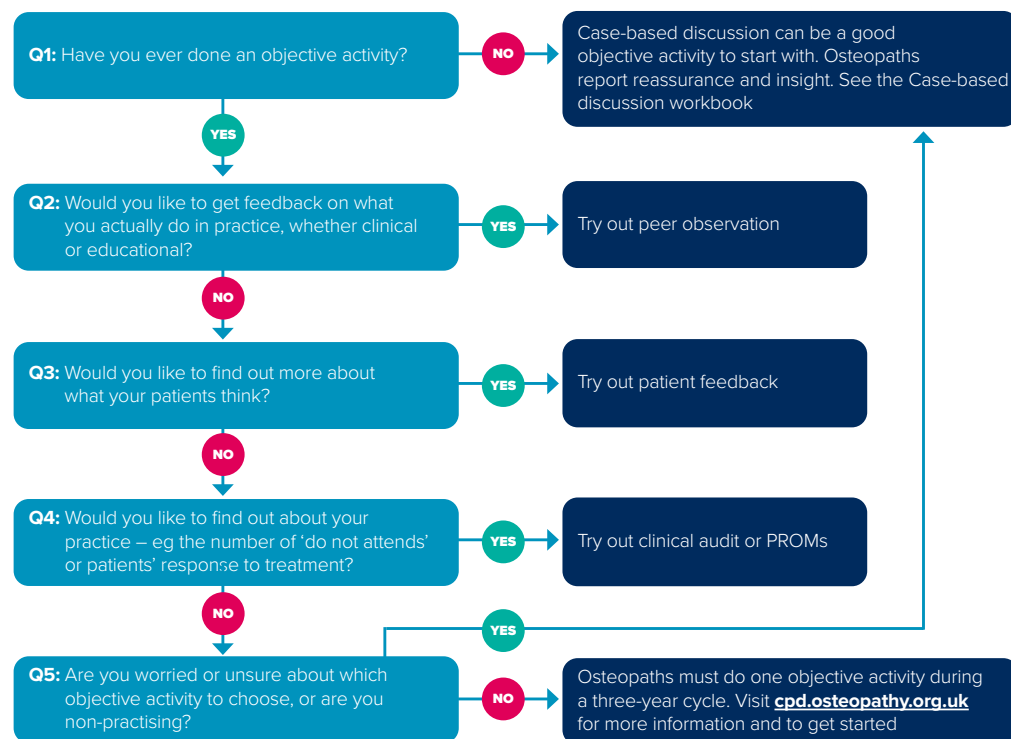 Q1: Have you ever done an objective activity?
NO
Case-based discussion can be a good
objective activity to start with. Osteopaths
report reassurance and insight. See the Case-based
discussion workbook
YES
Q2: Would you like to get feedback on what
you actually do in practice, whether clinical
or educational?
YES
Try out peer observation
NO
Q3: Would you like to find out more about
what your patients think?
YES
Try out patient feedback
NO
Q4: Would you like to find out about your
practice – eg the number of ‘do not attends’
or patients’ response to treatment?
YES
Try out clinical audit or PROMs
NO
YES
Q5: Are you worried or unsure about which
objective activity to choose, or are you
non-practising?
NO
Osteopaths must do one objective activity during
a three-year cycle. Visit cpd.osteopathy.org.uk
for more information and to get started